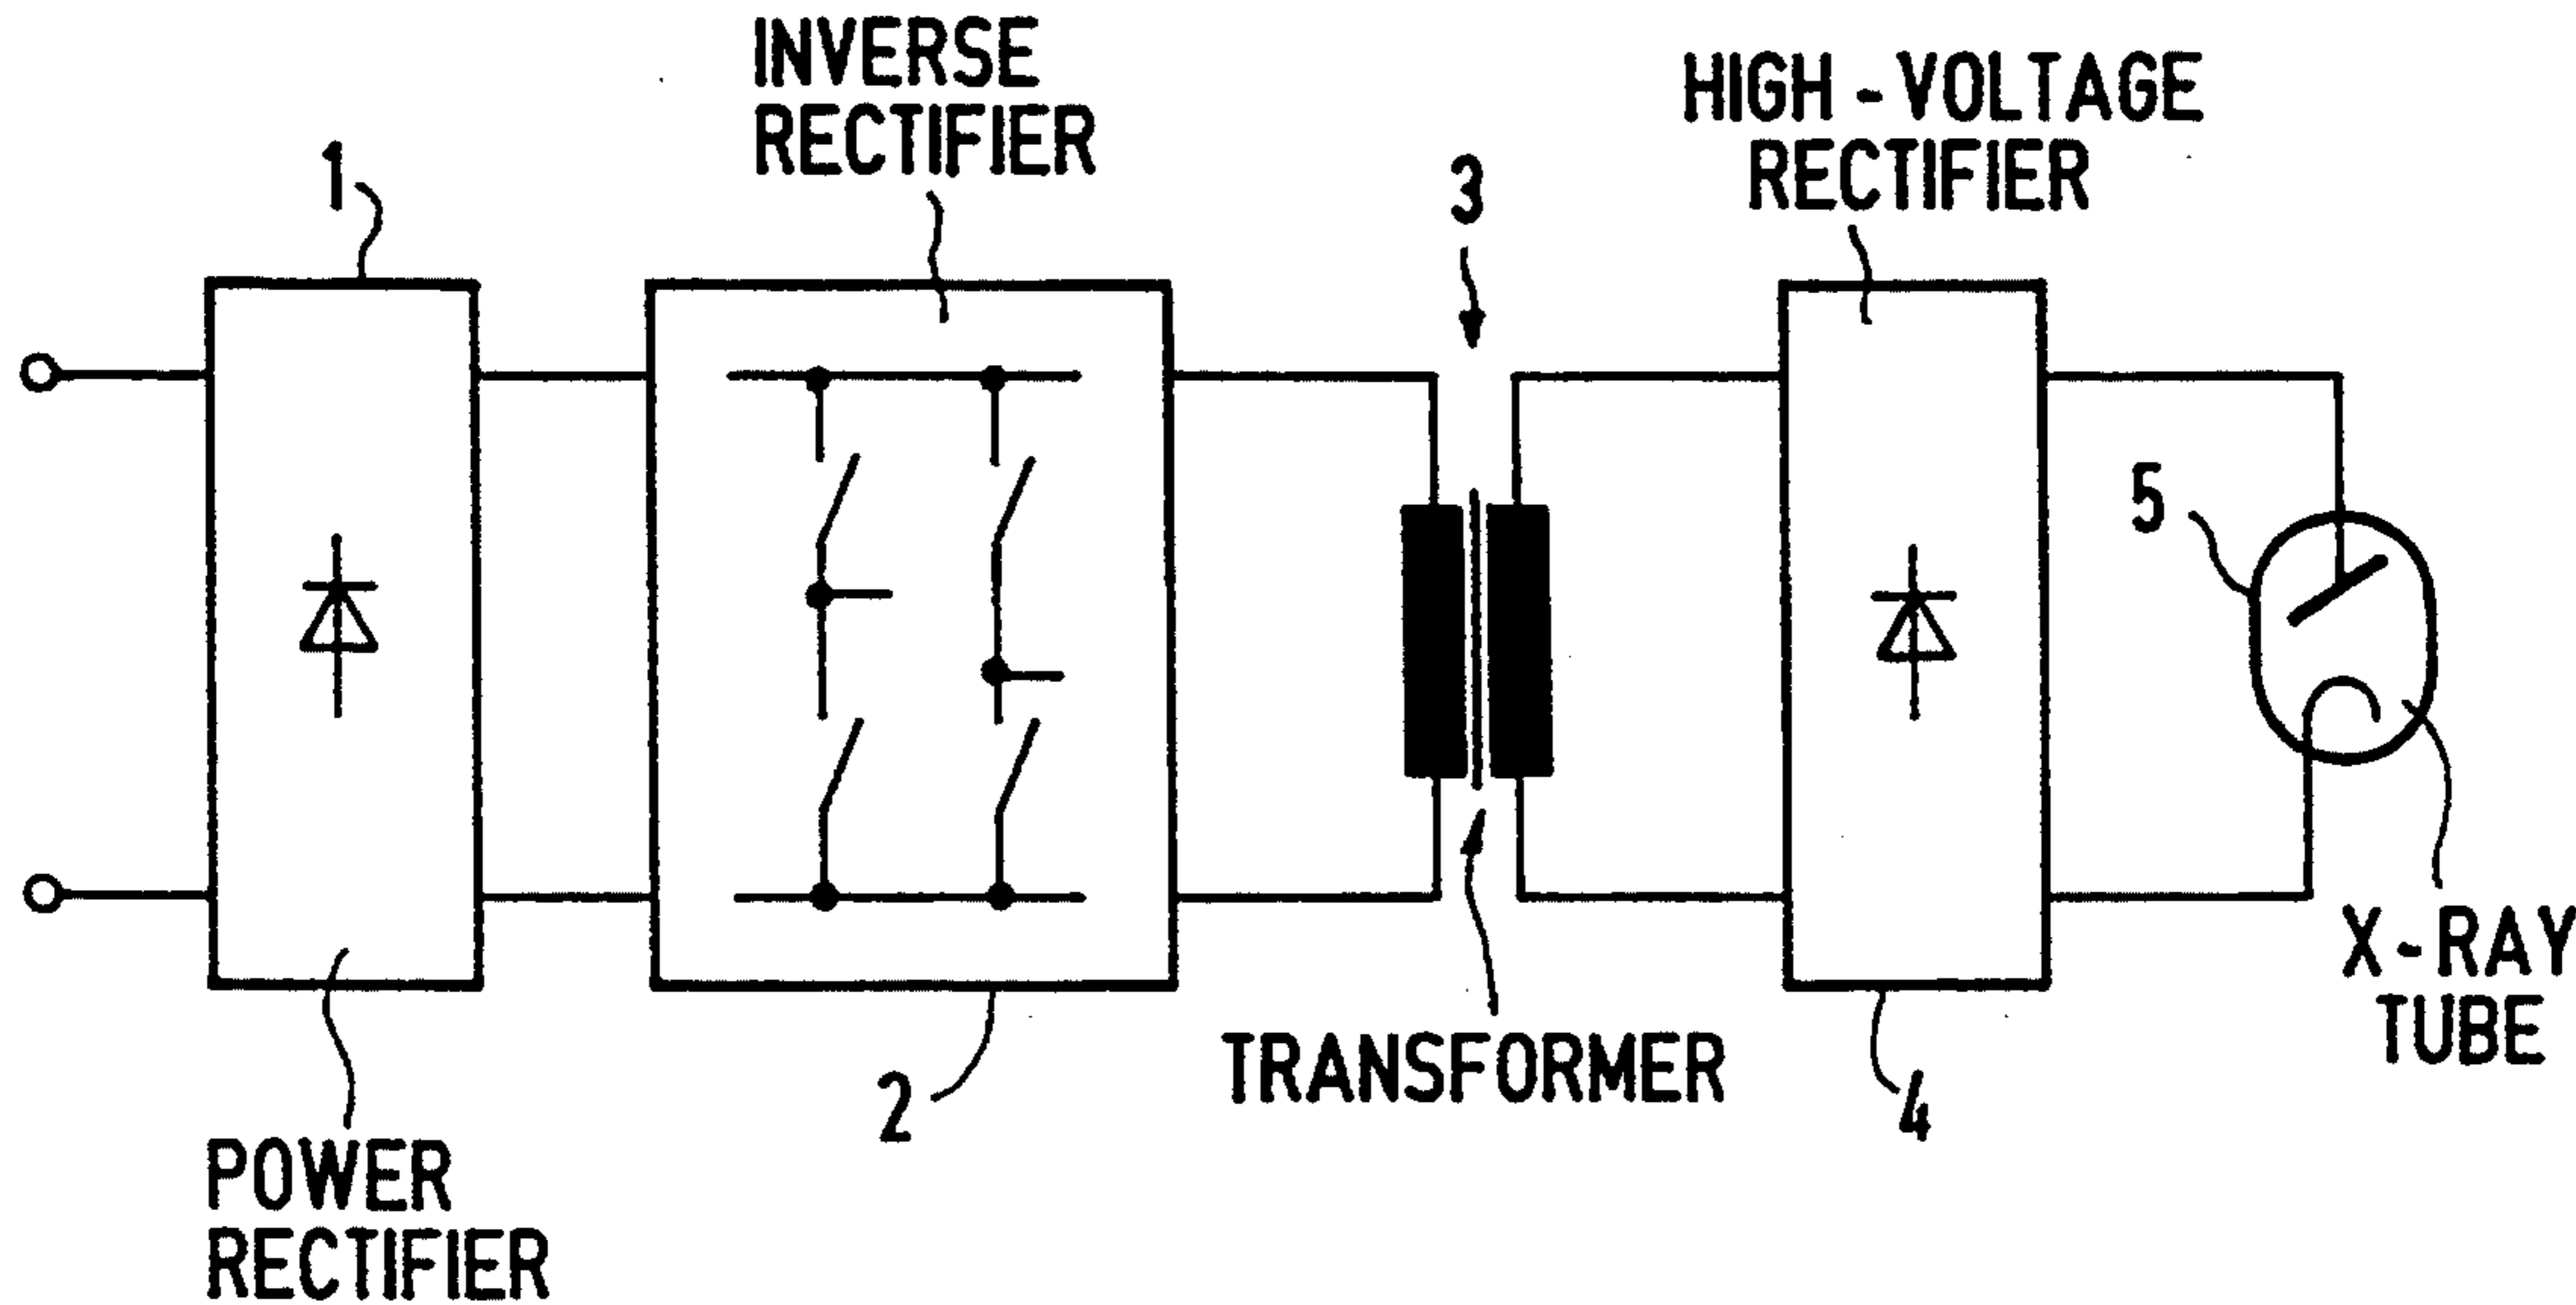 INVERSE
RECTIFIER
HIGH-VOLTAGE
RECTIFIER
1
3
5
X-RAY
TUBE
TRANSFORMER
2
4
POWER
RECTIFIER